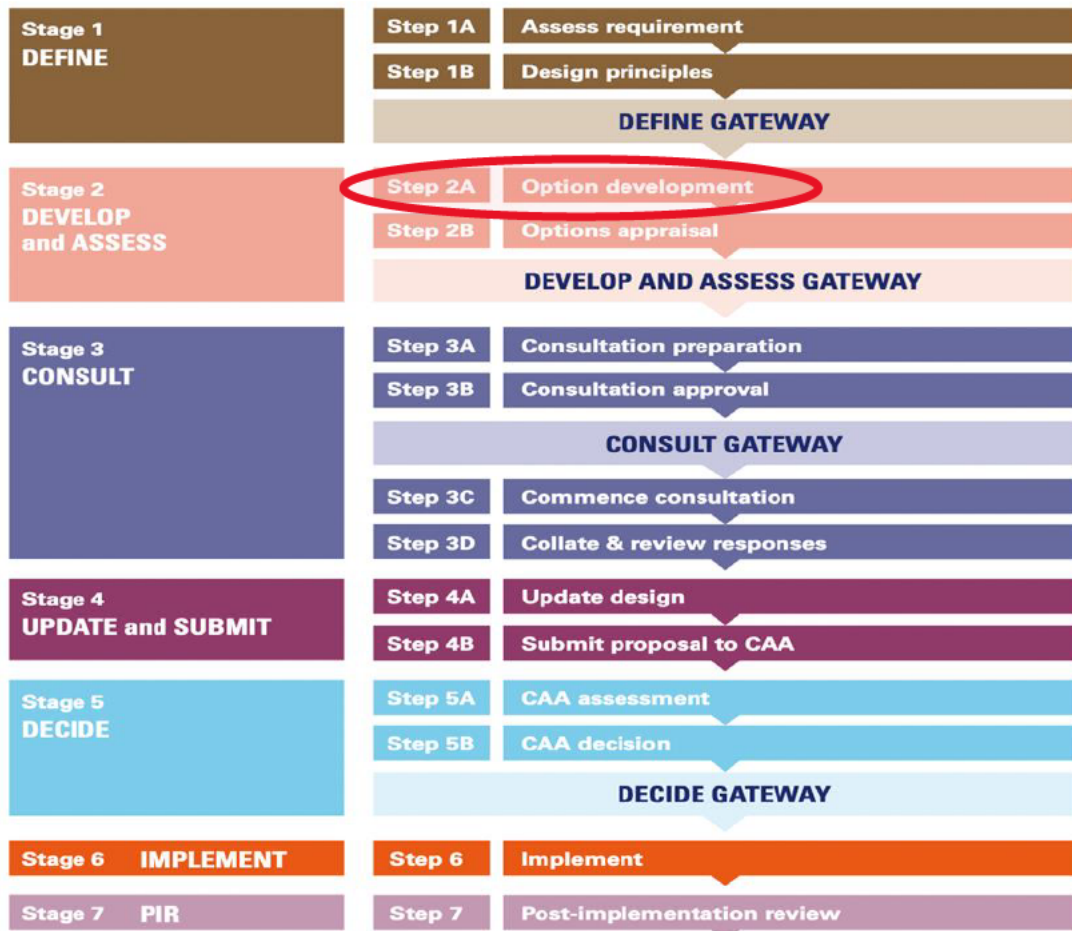 Stage 1
DEFINE
Step 1A Assess requirement
Step 1B Design principles
DEFINE GATEWAY
Stage 2
DEVELOP
and ASSESS
Step 2A Option development
Step 2B Options appraisal
DEVELOP AND ASSESS GATEWAY
Stage 3
CONSULT
Step 3A Consultation preparation
Step 3B Consultation approval
CONSULT GATEWAY
Step 3C Commence consultation
Step 3D Collate & review responses
Stage 4
UPDATE and SUBMIT
Step 4A Update design
Step 4B Submit proposal to CAA
Stage 5
DECIDE
Step 5A CAA assessment
Step 5B CAA decision
DECIDE GATEWAY
Stage 6 IMPLEMENT
Step 6 Implement
Stage 7 PIR
Step 7 Post-implementation review